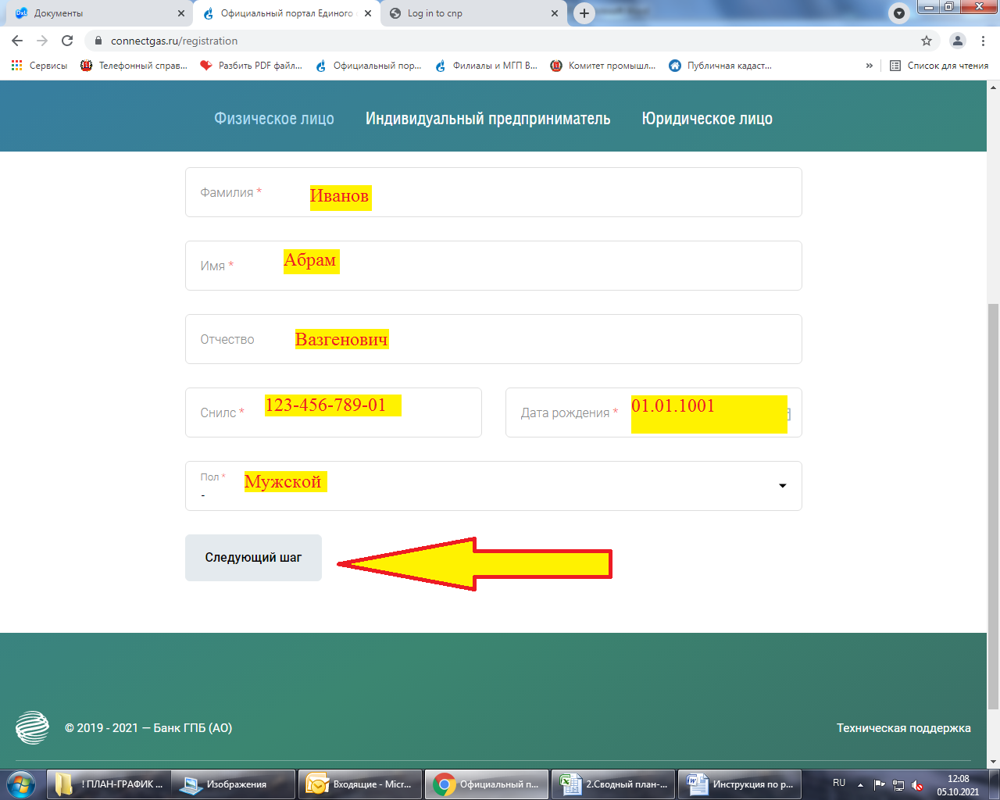 Документы
Официальный портал Единого
Log in to cnp
connectgas.ru/registration
Сервисы
Телефонный справ...
Разбить PDF файл...
Официальный пор...
Филиалы и МГП В...
Комитет промышл...
Публичная кадаст...
»
Список для чтения
Физическое лицо
Индивидуальный предприниматель
Юридическое лицо
Фамилия *
Иванов
Имя *
Абрам
Отчество
Вазгенович
Снилс *
123-456-789-01
Дата рождения *
01.01.1001
Пол *
-
Мужской
Следующий шаг
© 2019 - 2021 — Банк ГПБ (АО)
Техническая поддержка
! ПЛАН-ГРАФИК ...
Изображения
Входящие - Micr...
Официальный п...
2.Сводный план-...
Инструкция по р...
RU
12:08
05.10.2021